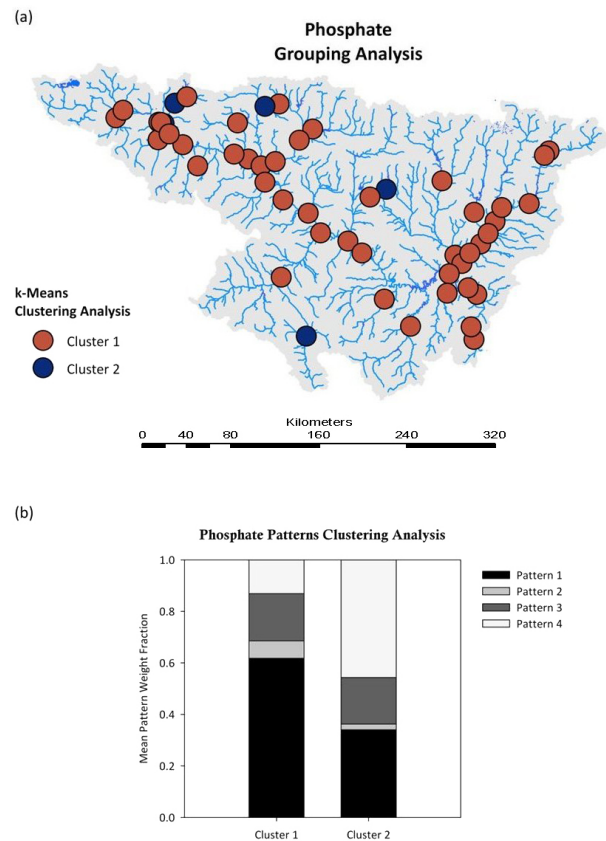 (a)
Phosphate
Grouping Analysis
k-Means
Clustering Analysis
Cluster 1
Cluster 2
Kilometers
0 40 80 160 240 320
(b)
Phosphate Patterns Clustering Analysis
1.0
0.8
0.6
0.4
0.2
0.0
Mean Pattern Weight Fraction
Cluster 1 Cluster 2
Pattern 1
Pattern 2
Pattern 3
Pattern 4